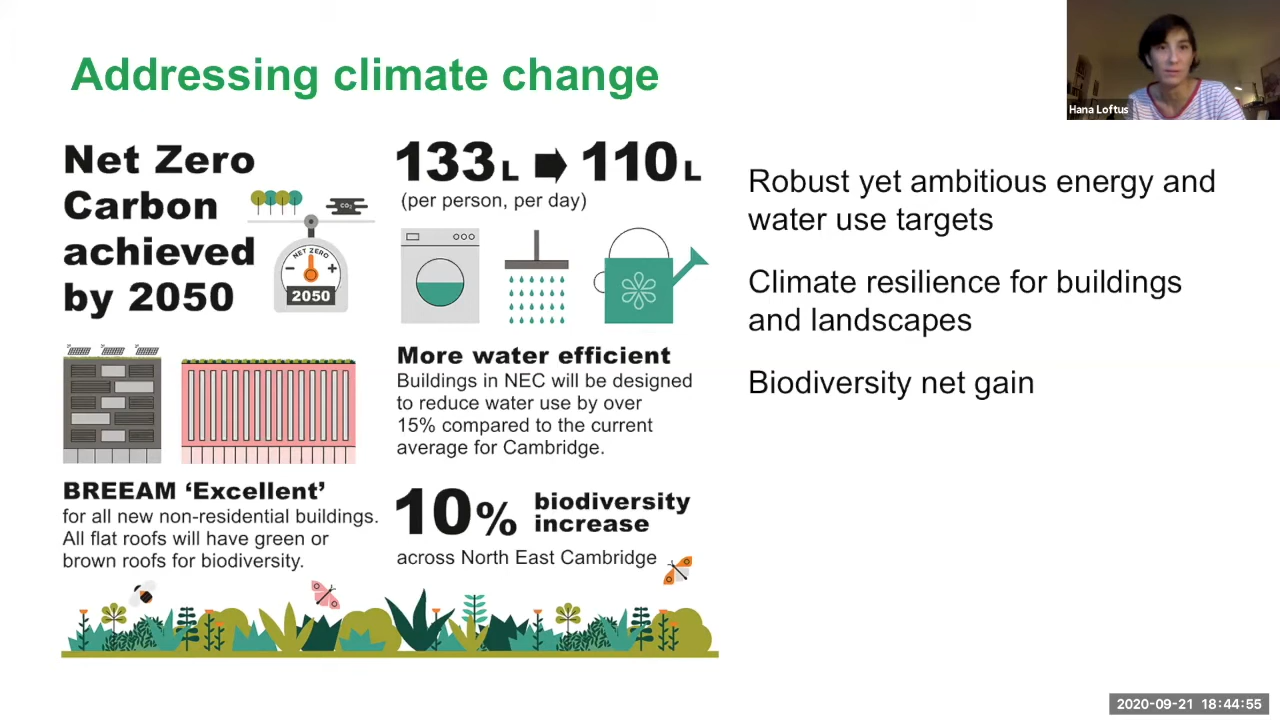 Addressing climate change
Hana Loftus
Net Zero
Carbon
achieved
by 2050
CO2
NET ZERO
2050
133L 110L
(per person, per day)
More water efficient
Buildings in NEC will be designed
to reduce water use by over
15% compared to the current
average for Cambridge.
BREEAM ‘Excellent’
for all new non-residential buildings.
All flat roofs will have green or
brown roofs for biodiversity.
10% biodiversity
increase
across North East Cambridge
Robust yet ambitious energy and
water use targets
Climate resilience for buildings
and landscapes
Biodiversity net gain
2020-09-21 18:44:55